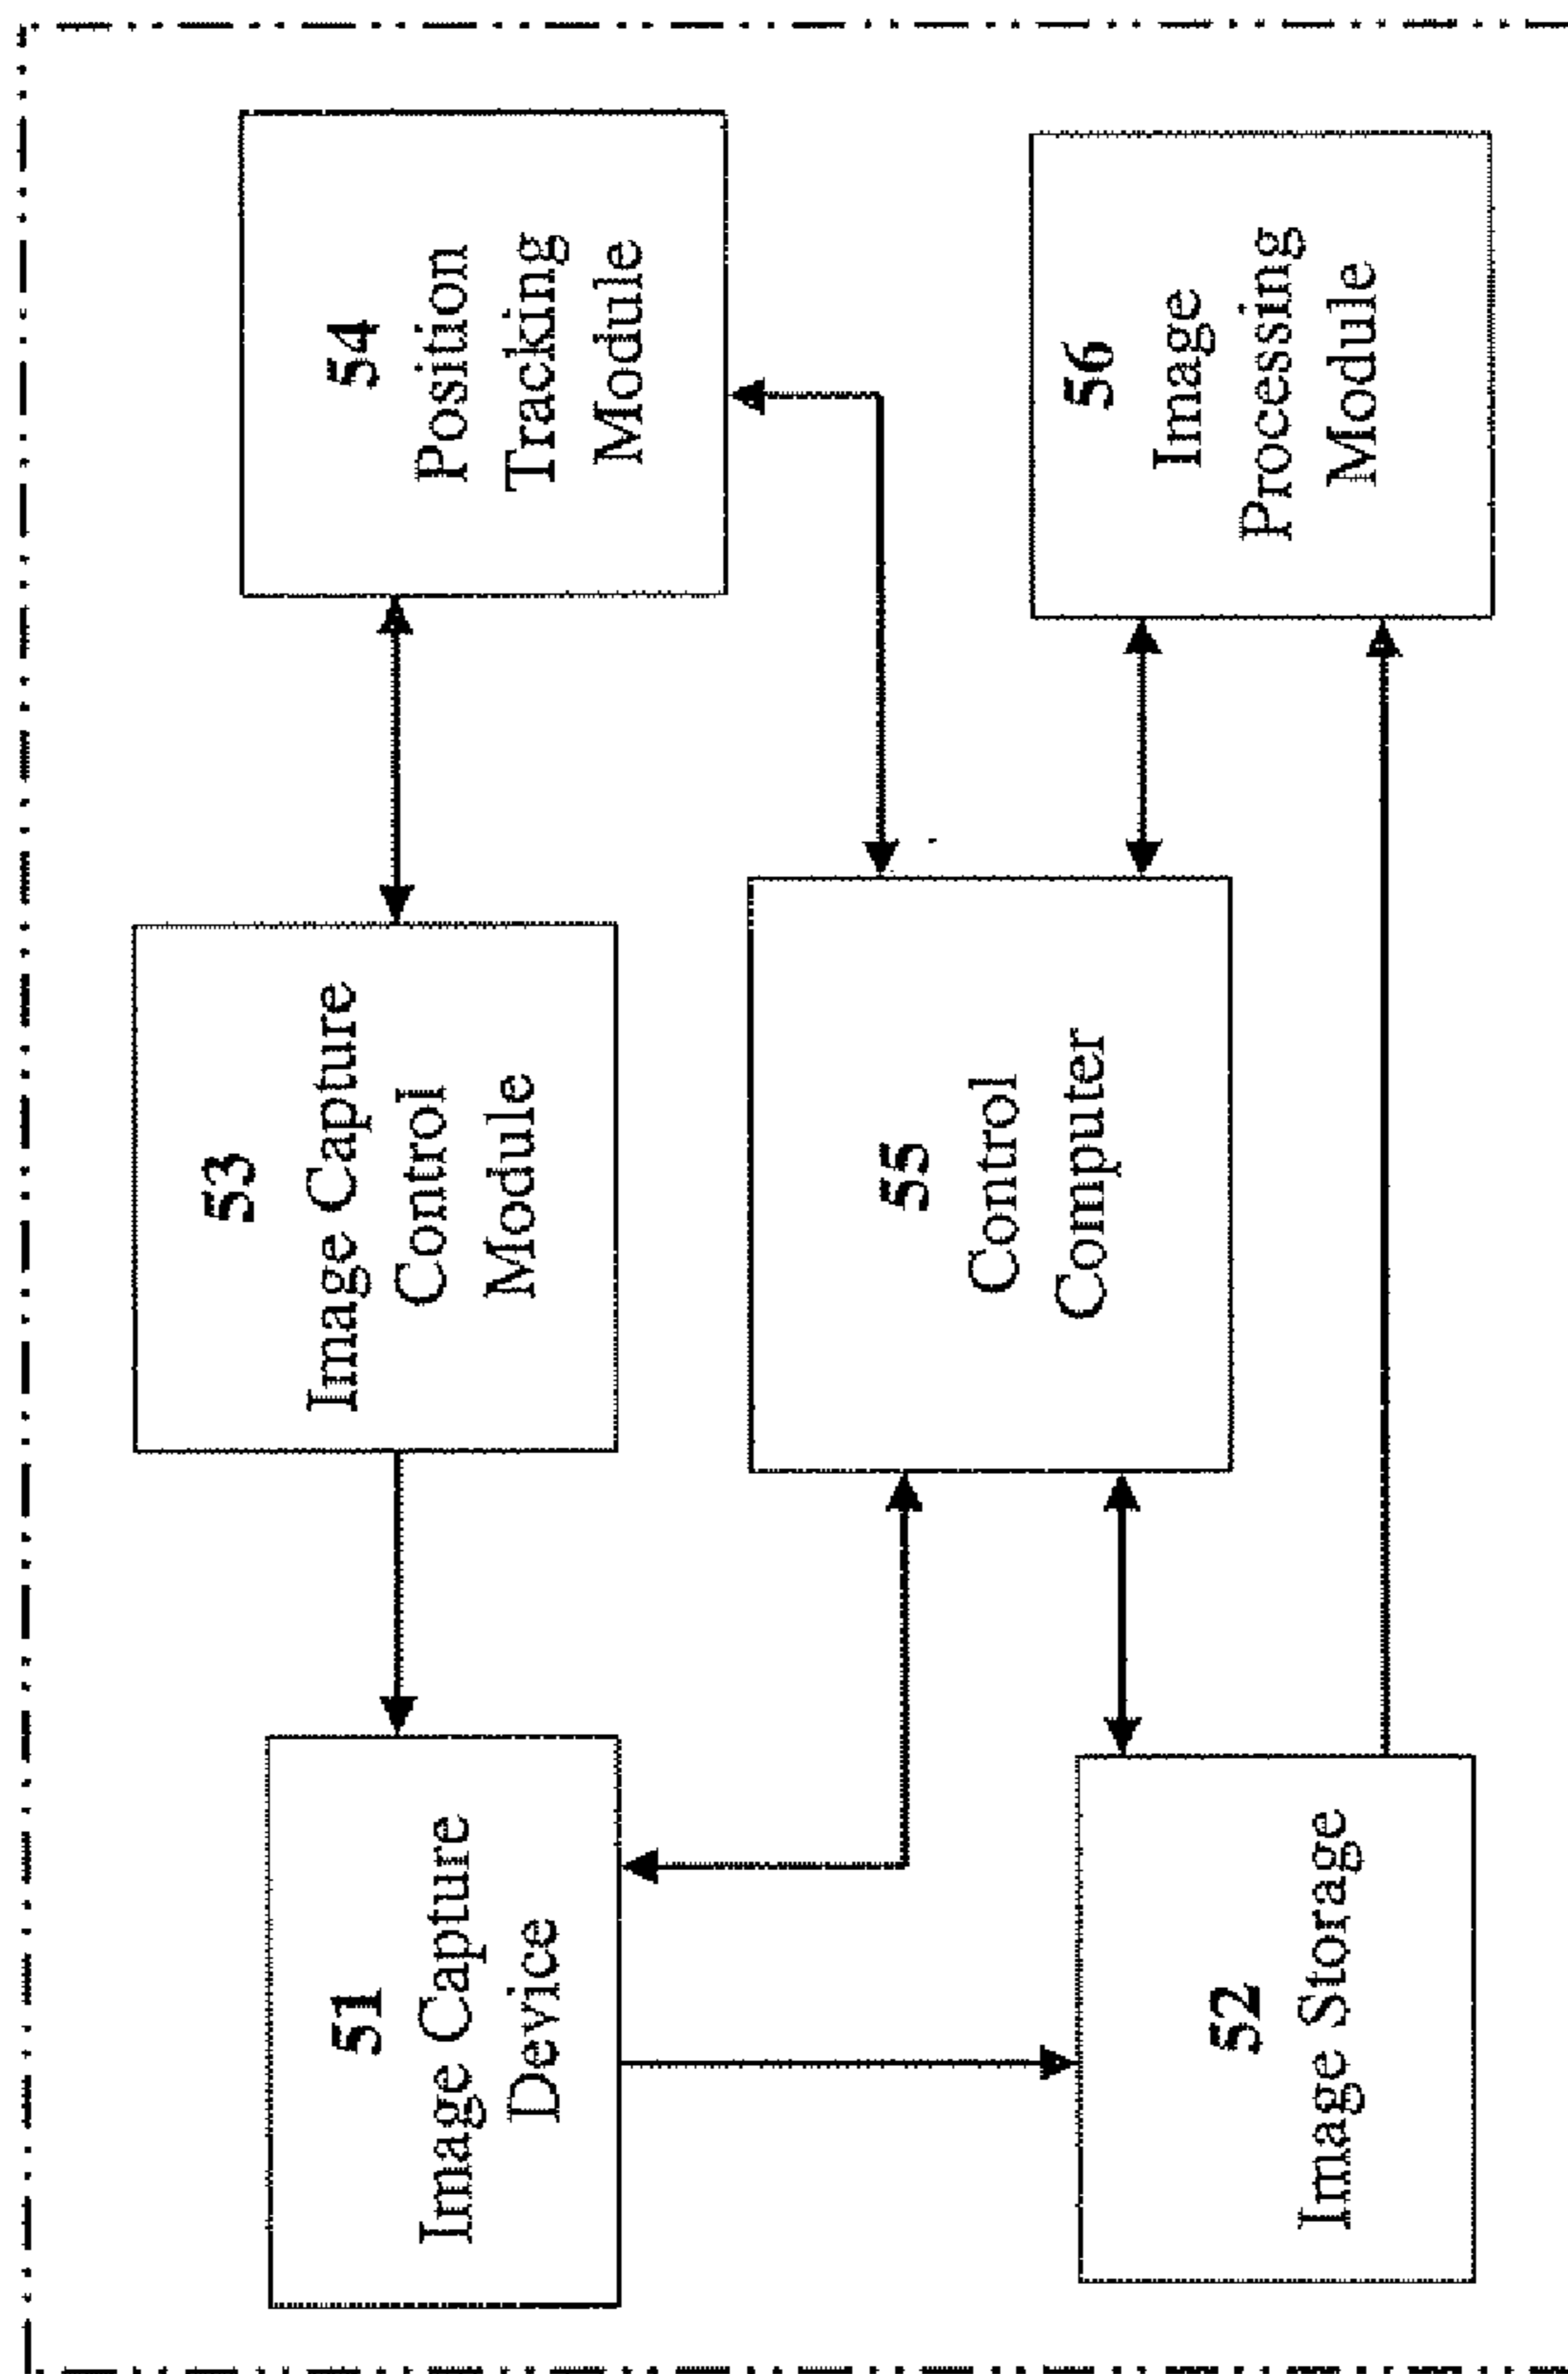 51
Image Capture
Device
53
Image Capture
Control
Module
54
Position
Tracking
Module
52
Image Storage
55
Control
Computer
56
Image
Processing
Module